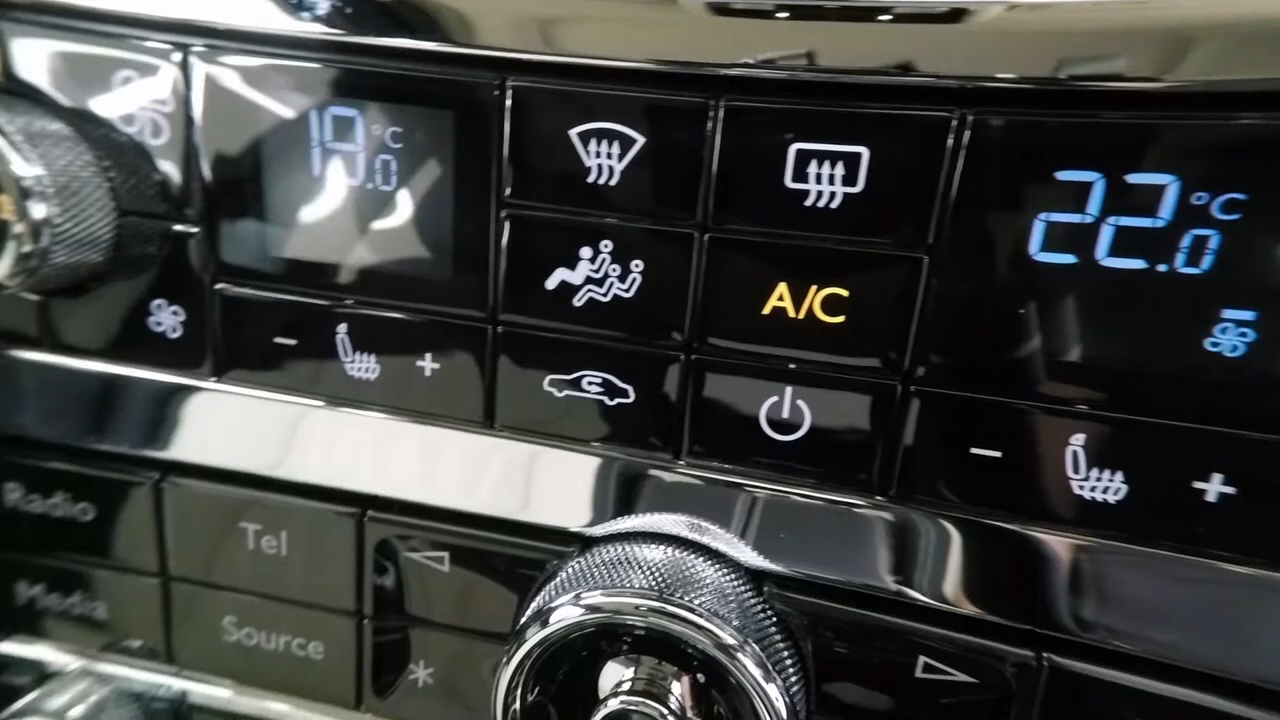 19.0 °C
22.0 °C
A/C
- +
- +
Radio
Tel
Media
Source
*